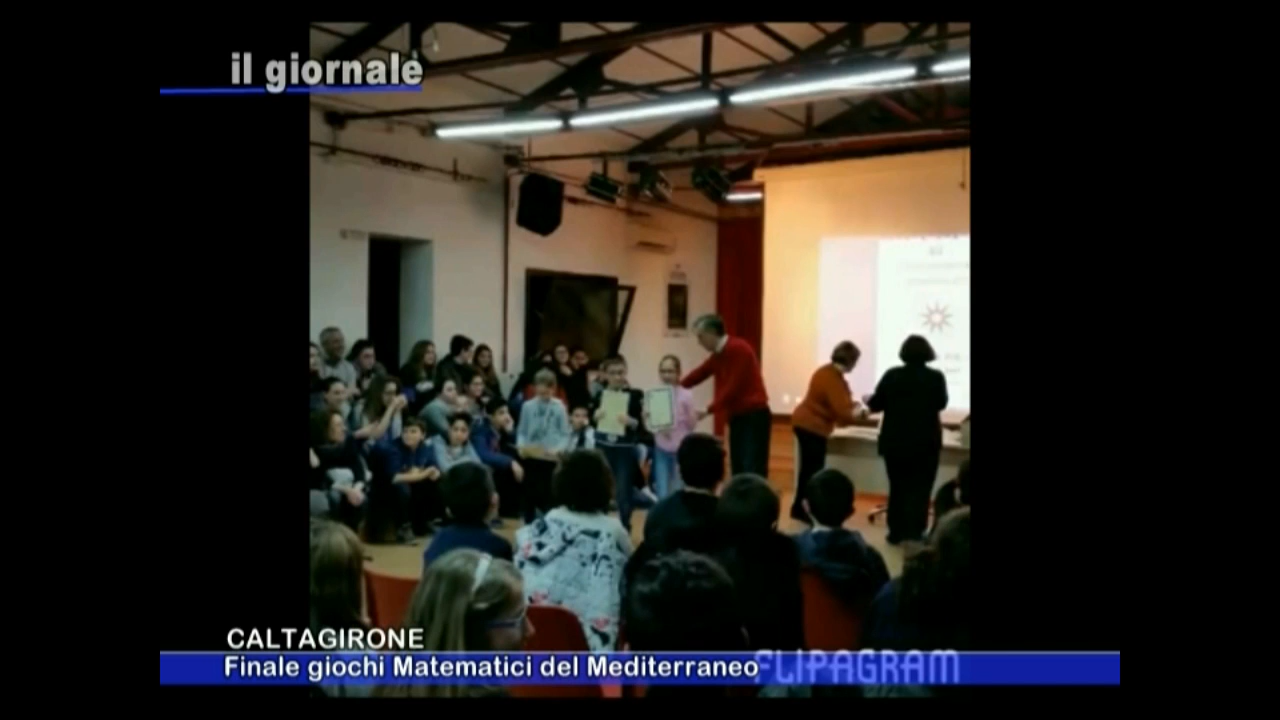 il giornale
CALTAGIRONE
Finale giochi Matematici del Mediterraneo
FLIPAGRAM